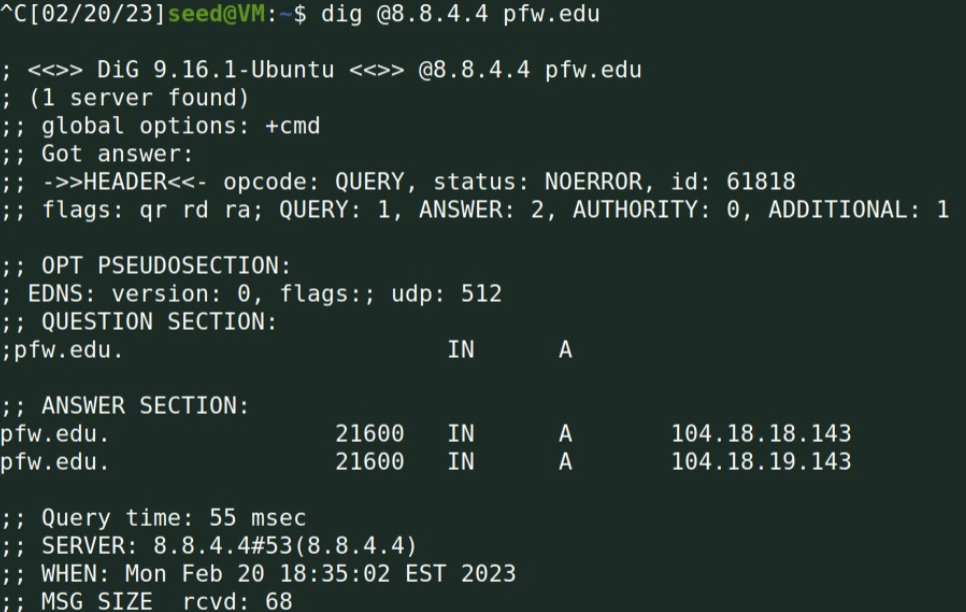 ^C[02/20/23]seed@VM:~$ dig @8.8.4.4 pfw.edu
; <<>> DiG 9.16.1-Ubuntu <<>> @8.8.4.4 pfw.edu
; (1 server found)
;; global options: +cmd
;; Got answer:
;; ->>HEADER<<- opcode: QUERY, status: NOERROR, id: 61818
;; flags: qr rd ra; QUERY: 1, ANSWER: 2, AUTHORITY: 0, ADDITIONAL: 1
;; OPT PSEUDOSECTION:
; EDNS: version: 0, flags:; udp: 512
;; QUESTION SECTION:
;pfw.edu. IN A
;; ANSWER SECTION:
pfw.edu. 21600 IN A 104.18.18.143
pfw.edu. 21600 IN A 104.18.19.143
;; Query time: 55 msec
;; SERVER: 8.8.4.4#53(8.8.4.4)
;; WHEN: Mon Feb 20 18:35:02 EST 2023
;; MSG SIZE rcvd: 68